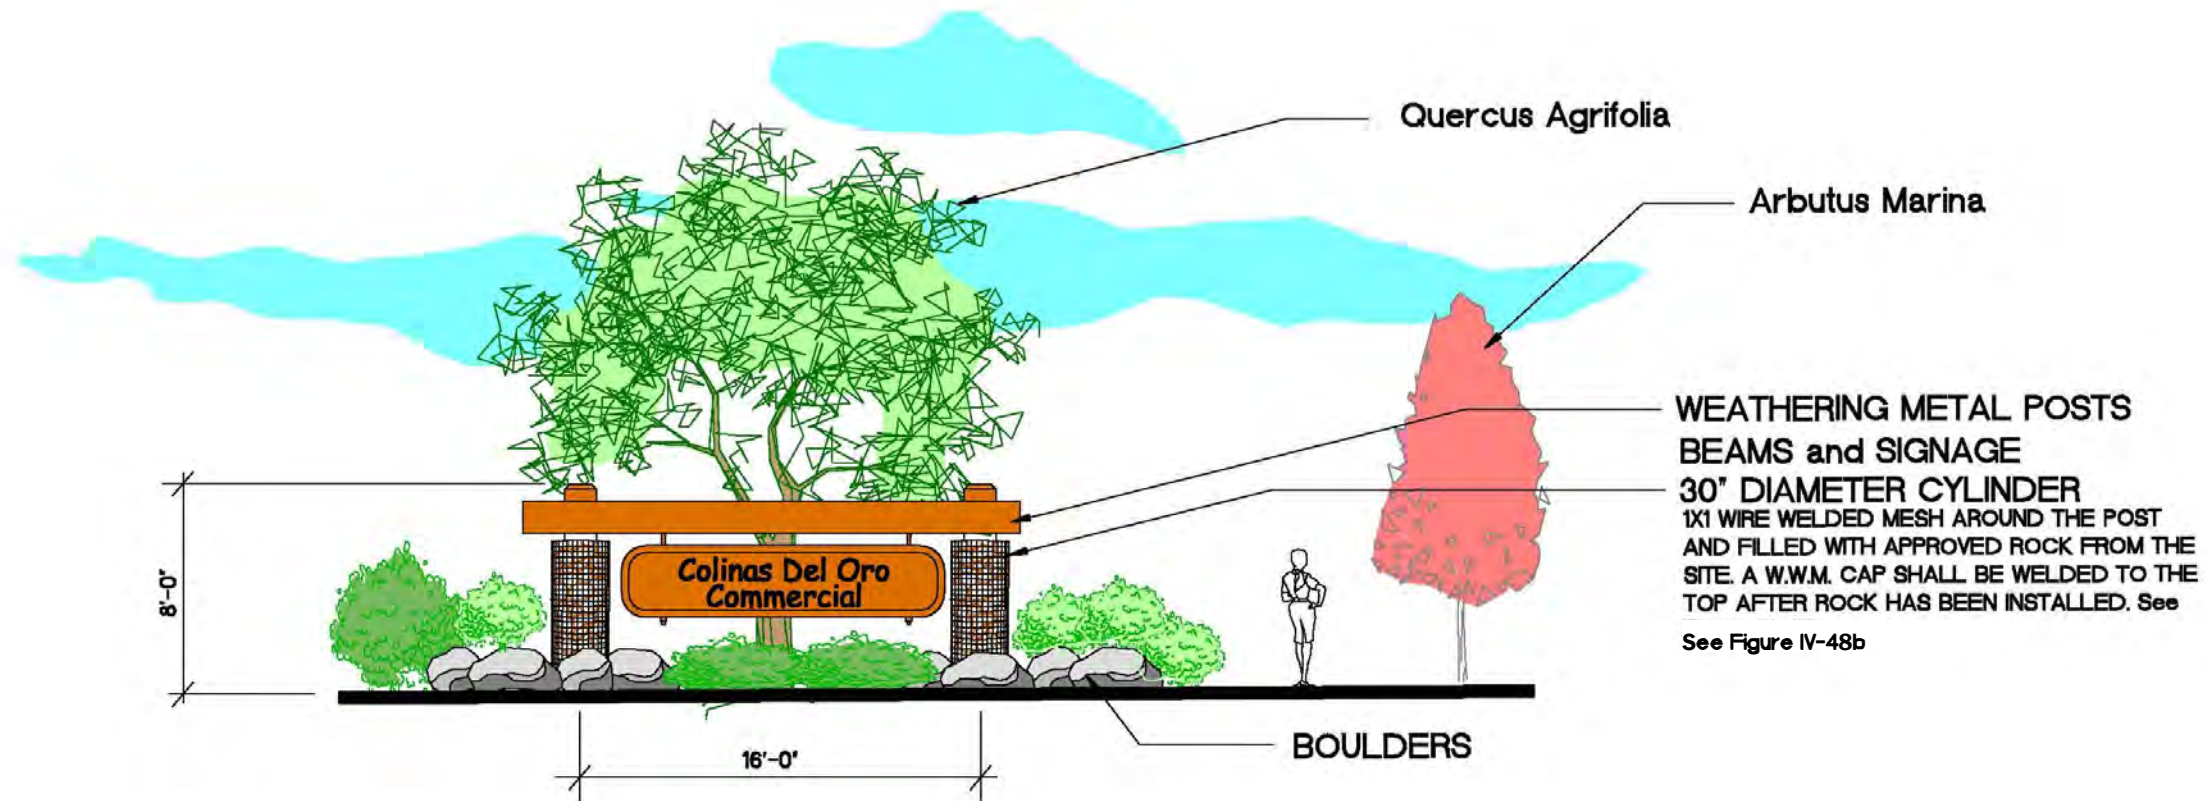 Quercus Agrifolia
Arbutus Marina
WEATHERING METAL POSTS
BEAMS and SIGNAGE
30" DIAMETER CYLINDER
1X1 WIRE WELDED MESH AROUND THE POST
AND FILLED WITH APPROVED ROCK FROM THE
SITE. A W.W.M. CAP SHALL BE WELDED TO THE
TOP AFTER ROCK HAS BEEN INSTALLED. See
See Figure IV-48b
8'-0"
Colinas Del Oro
Commercial
BOULDERS
16'-0"